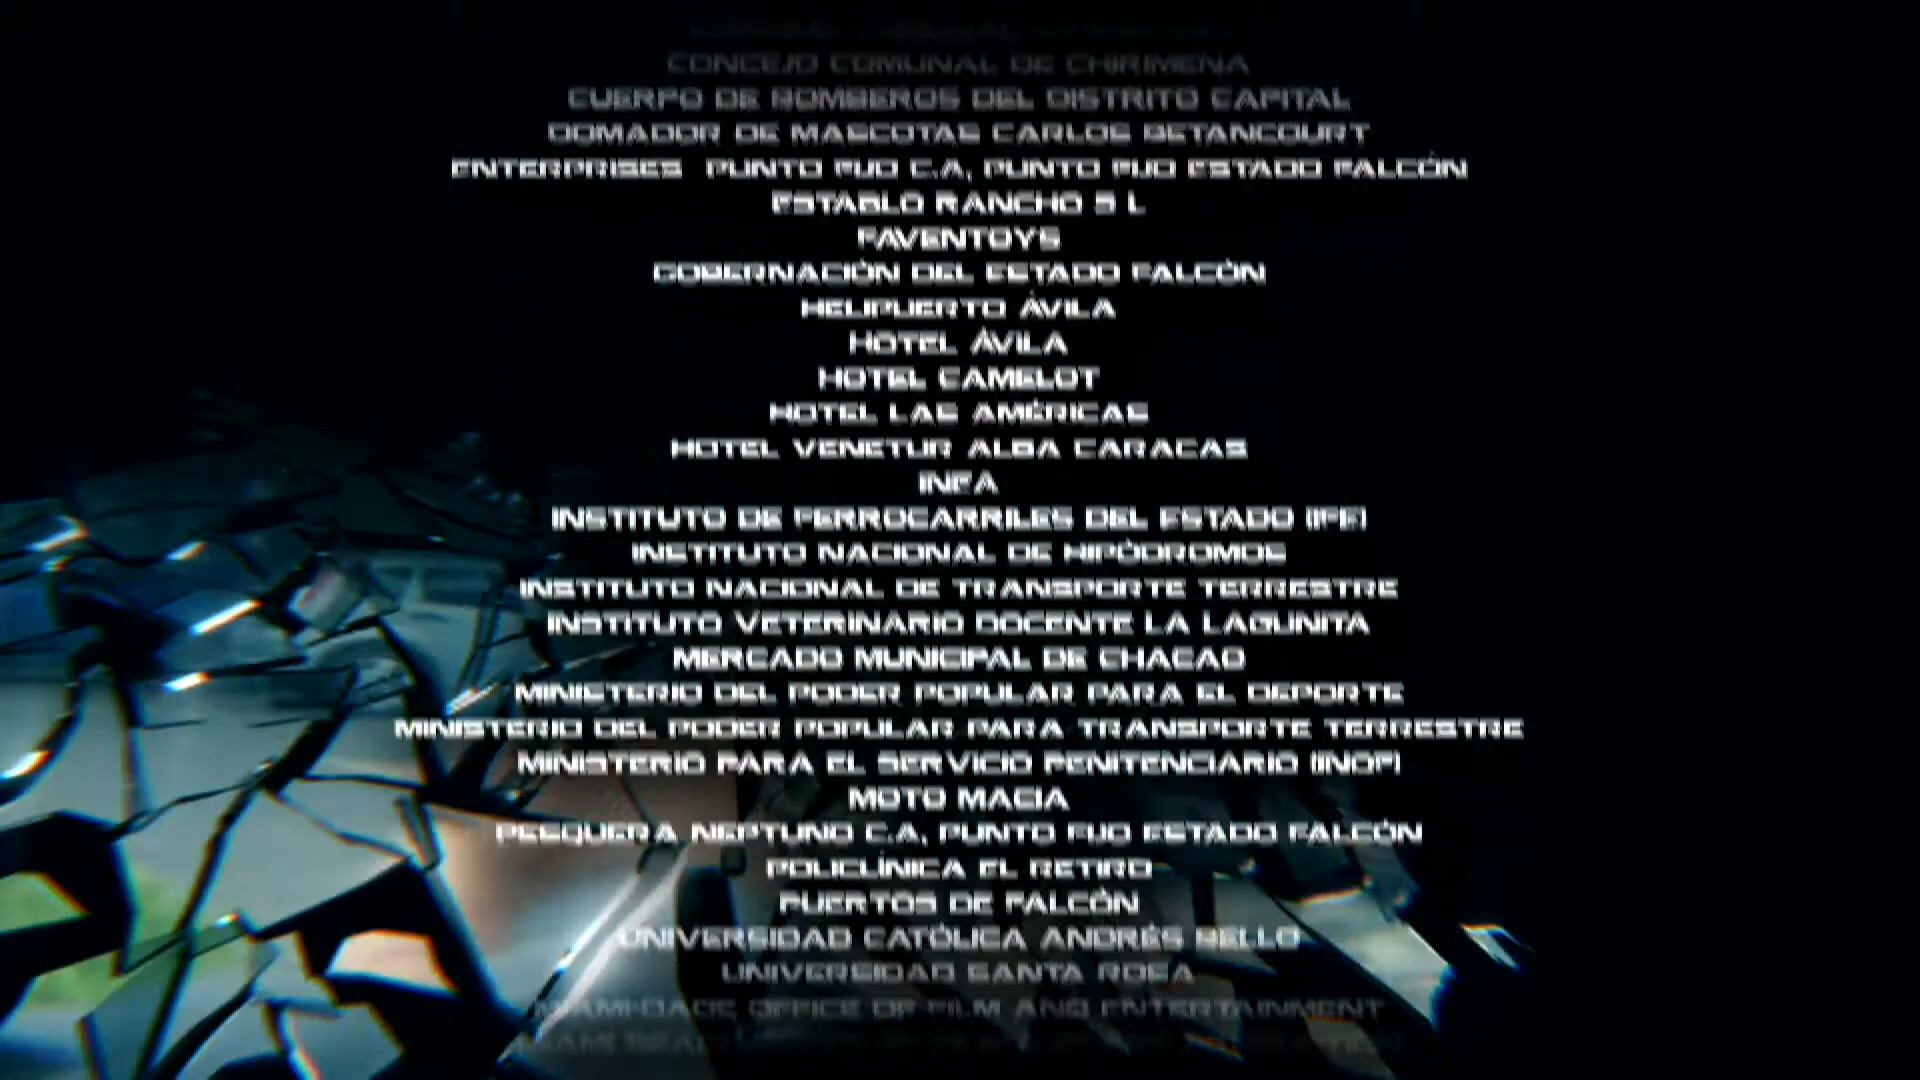 CONCEJO COMUNAL DE CHIRIMENA
CUERPO DE BOMBEROS DEL DISTRITO CAPITAL
DOMADOR DE MASCOTAS CARLOS BETANCOURT
ENTERPRISES PUNTO FIJO C.A, PUNTO FIJO ESTADO FALCÓN
ESTABLO RANCHO S L
FAVENTOYS
GOBERNACIÓN DEL ESTADO FALCÓN
HELIPUERTO ÁVILA
HOTEL ÁVILA
HOTEL CAMELOT
HOTEL LAS AMÉRICAS
HOTEL VENETUR ALBA CARACAS
INEA
INSTITUTO DE FERROCARRILES DEL ESTADO (IFE)
INSTITUTO NACIONAL DE HIPÓDROMOS
INSTITUTO NACIONAL DE TRANSPORTE TERRESTRE
INSTITUTO VETERINARIO DOCENTE LA LAGUNITA
MERCADO MUNICIPAL DE CHACAO
MINISTERIO DEL PODER POPULAR PARA EL DEPORTE
MINISTERIO DEL PODER POPULAR PARA TRANSPORTE TERRESTRE
MINISTERIO PARA EL SERVICIO PENITENCIARIO (INOF)
MOTO MACIA
PESQUERA NEPTUNO C.A, PUNTO FIJO ESTADO FALCÓN
POLICLÍNICA EL RETIRO
PUERTOS DE FALCÓN
UNIVERSIDAD CATÓLICA ANDRÉS BELLO
UNIVERSIDAD SANTA ROSA
MIAMI-DADE OFFICE OF FILM AND ENTERTAINMENT